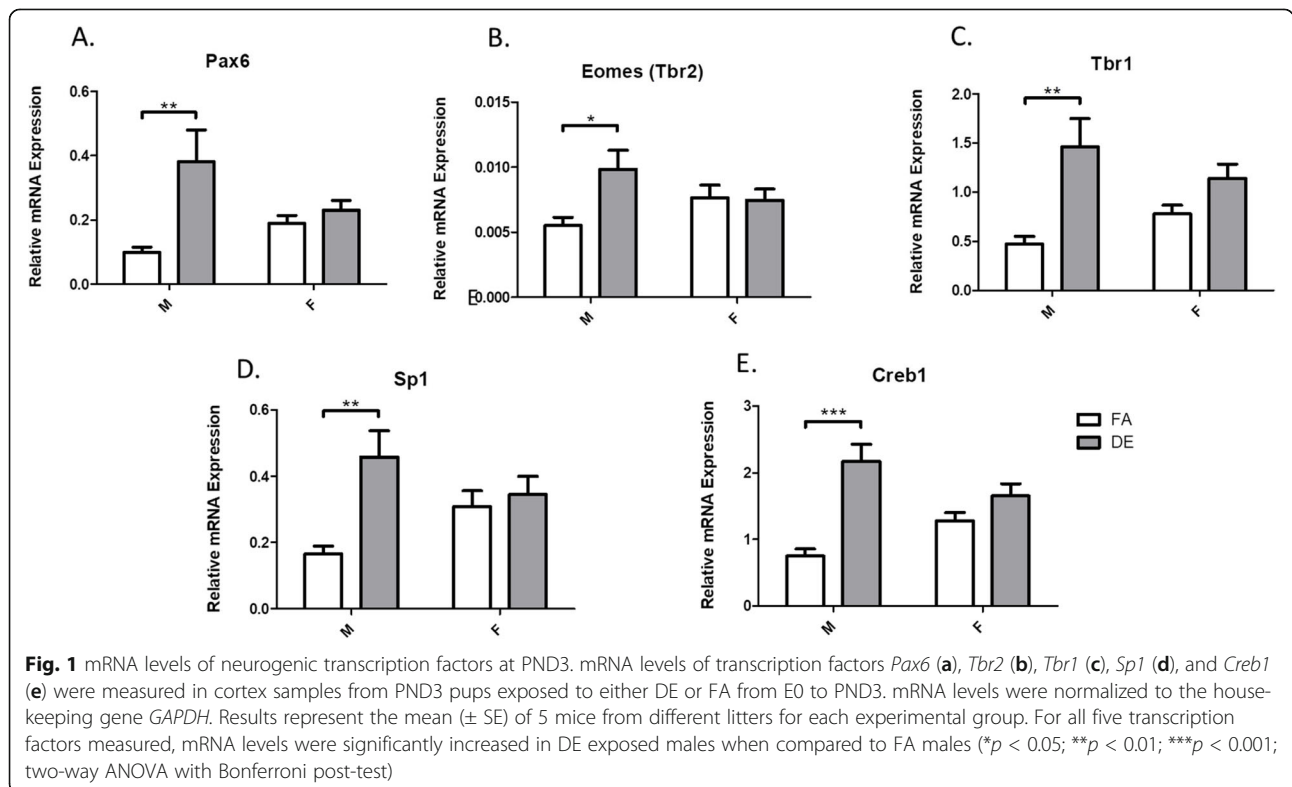 A.
Pax6
Relative mRNA Expression
0.6
0.4
0.2
0.0
**
M
F
B.
Eomes (Tbr2)
Relative mRNA Expression
0.015
0.010
0.005
E
0.000
*
M
F
C.
Tbr1
Relative mRNA Expression
2.0
1.5
1.0
0.5
0.0
**
M
F
D.
Sp1
Relative mRNA Expression
0.6
0.4
0.2
0.0
**
M
F
E.
Creb1
Relative mRNA Expression
3
2
1
0
***
M
F
FA
DE
Fig. 1 mRNA levels of neurogenic transcription factors at PND3. mRNA levels of transcription factors Pax6 (a), Tbr2 (b), Tbr1 (c), Sp1 (d), and Creb1
(e) were measured in cortex samples from PND3 pups exposed to either DE or FA from E0 to PND3. mRNA levels were normalized to the house-
keeping gene GAPDH. Results represent the mean (± SE) of 5 mice from different litters for each experimental group. For all five transcription
factors measured, mRNA levels were significantly increased in DE exposed males when compared to FA males (*p < 0.05; **p < 0.01; ***p < 0.001;
two-way ANOVA with Bonferroni post-test)